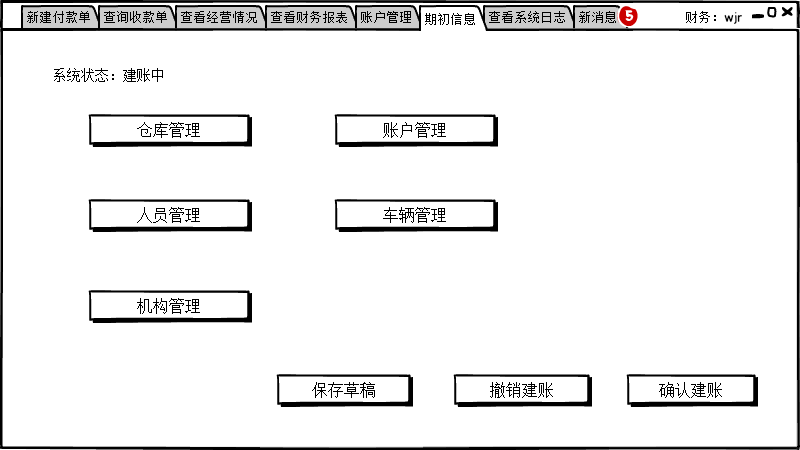 新建付款单 查询收款单 查看经营情况 查看财务报表 账户管理 期初信息 查看系统日志 新消息 5 财务：wjr
系统状态：建账中
仓库管理 账户管理
人员管理 车辆管理
机构管理
保存草稿 撤销建账 确认建账